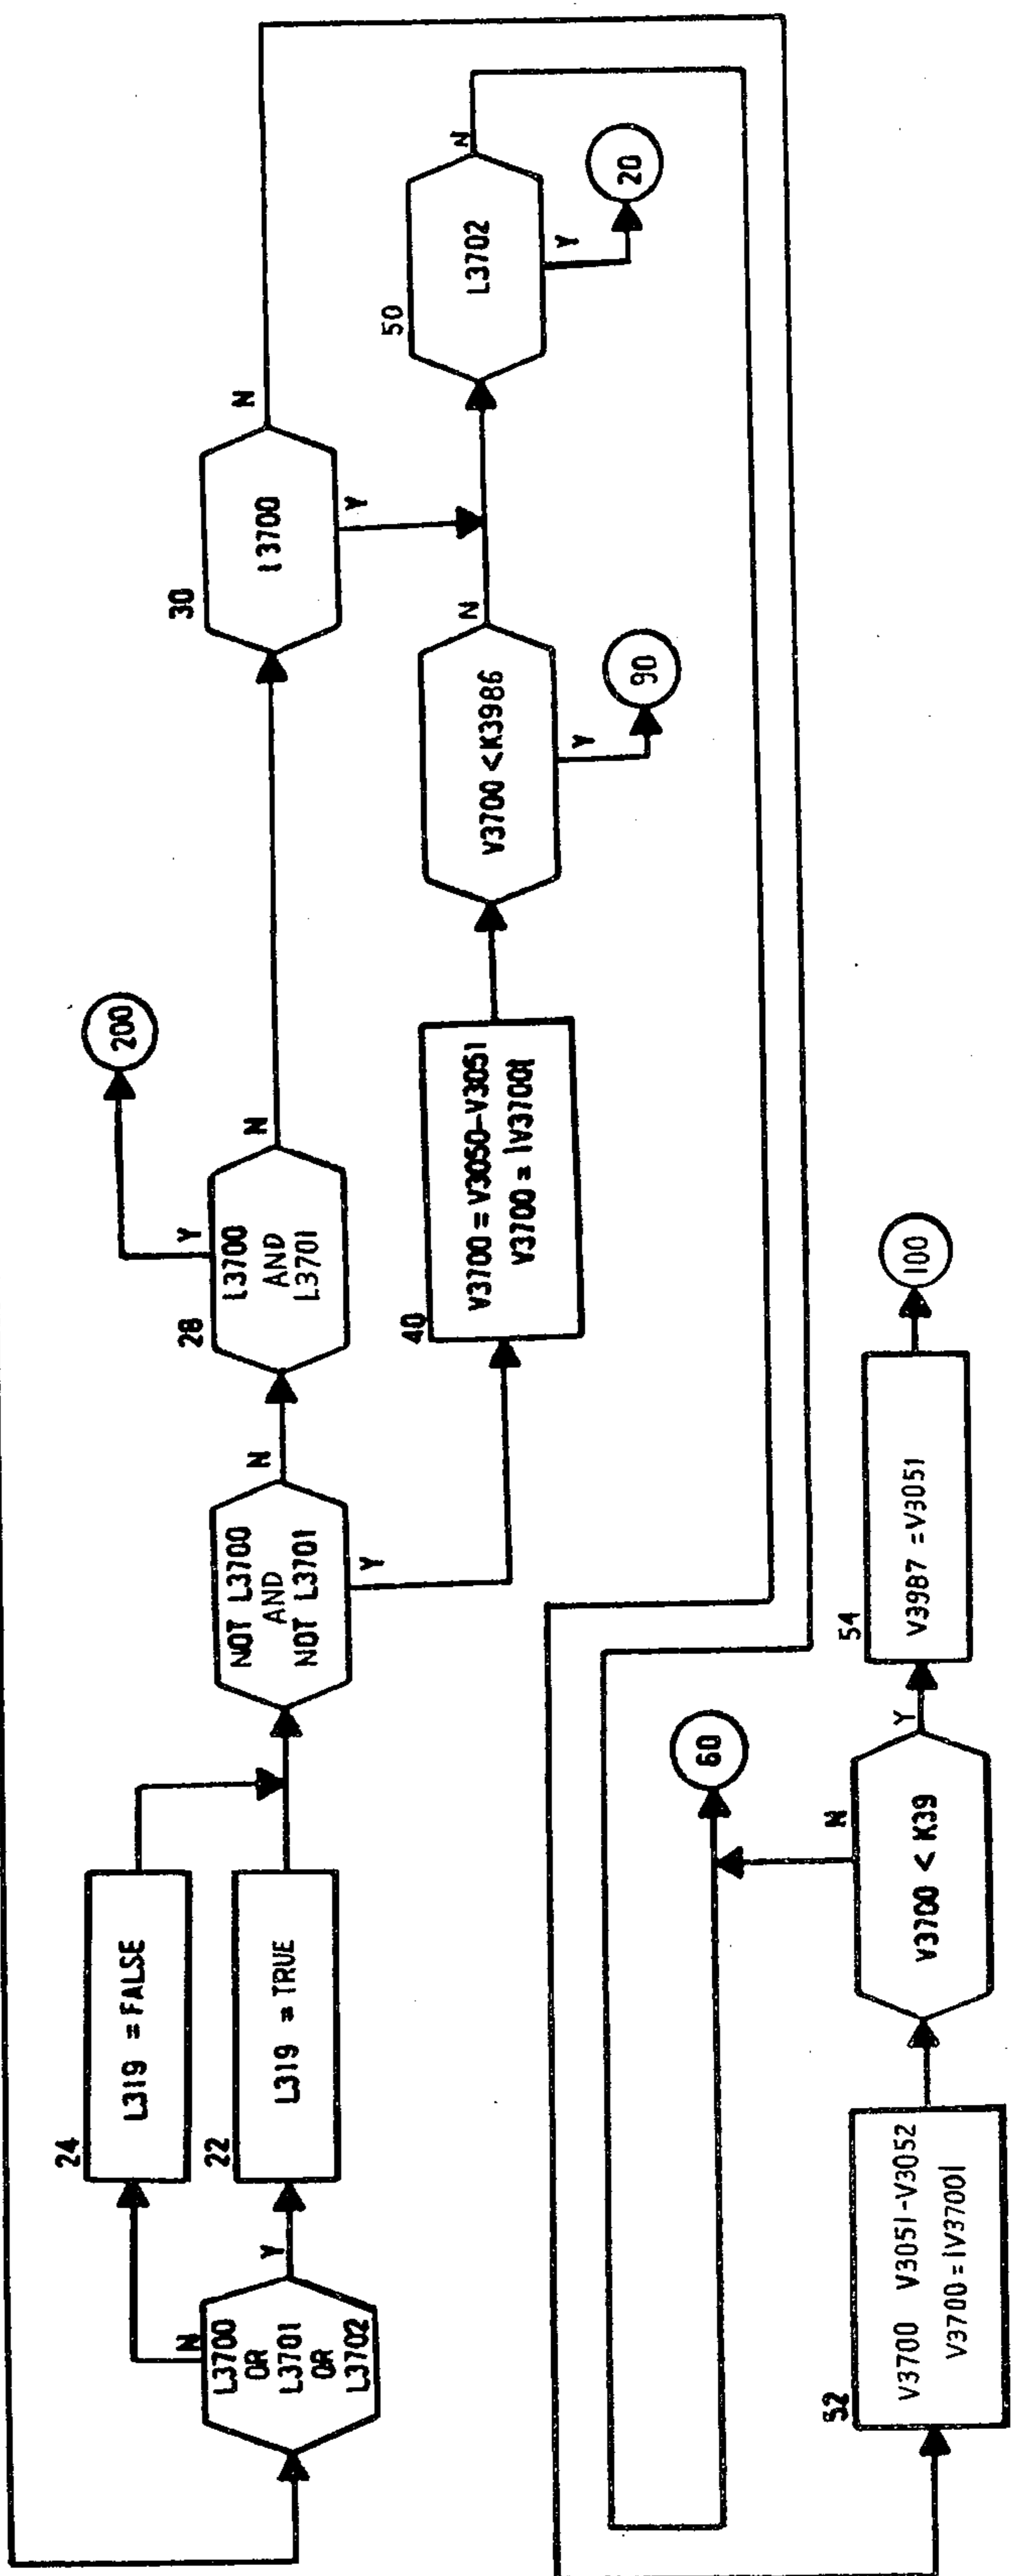 24
L319 = FALSE
N
L3700
OR
L3701
OR
L3702
Y
22
L319 = TRUE
NOT L3700
AND
NOT L3701
N
Y
28
L3700
AND
L3701
Y
200
N
30
L3700
N
Y
40
V3700 = V3050-V3051
V3700 = |V3700|
V3700 < K3986
N
Y
90
50
L3702
N
Y
20
60
52
V3700 V3051-V3052
V3700 = |V3700|
V3700 < K39
N
Y
54
V3987 = V3051
100